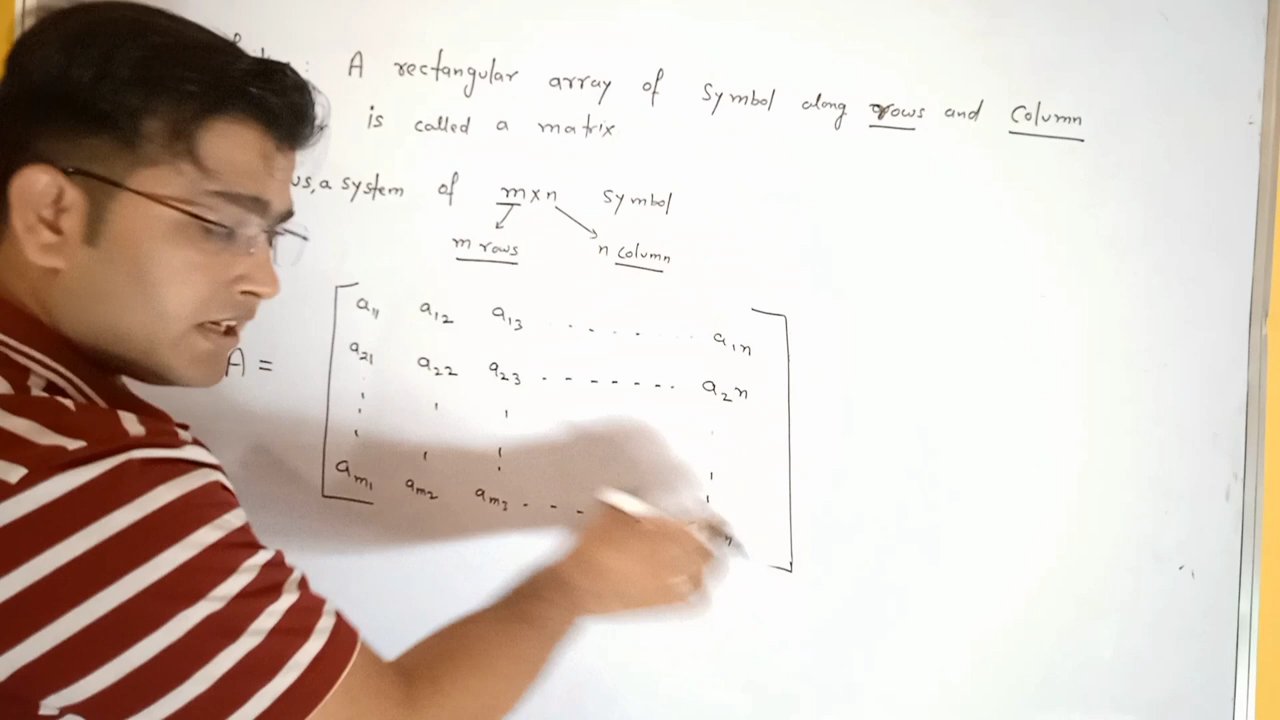 : A rectangular array of symbol along rows and column
is called a matrix
us, a system of m x n symbol
m rows n column
a11 a12 a13 . . . . . . a1n
A = a21 a22 a23 . - - - - - . a2n
am1 am2 am3 . - -